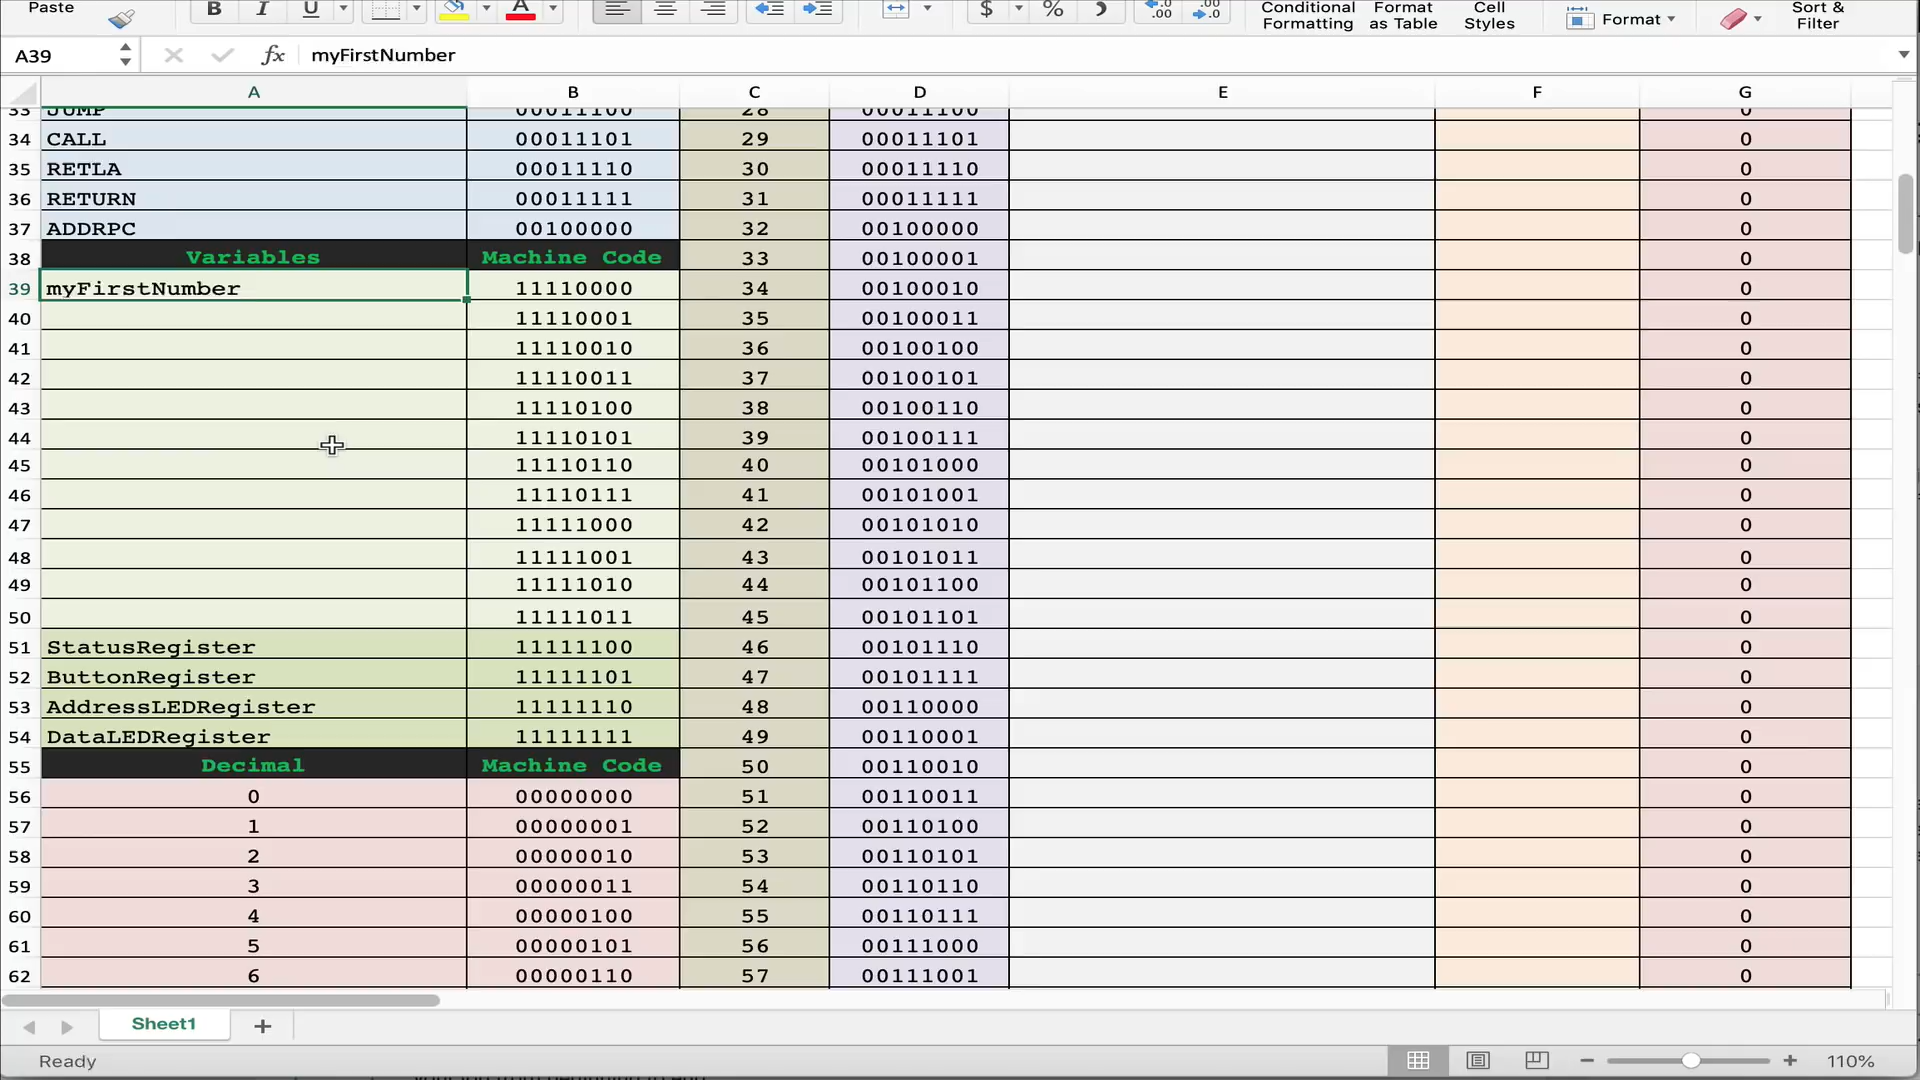 Paste B I U A $ % Conditional Formatting Format as Table Cell Styles Format Sort & Filter
A39 fx myFirstNumber
A B C D E F G
33 JUMP 00011100 28 00011100 0
34 CALL 00011101 29 00011101 0
35 RETLA 00011110 30 00011110 0
36 RETURN 00011111 31 00011111 0
37 ADDRPC 00100000 32 00100000 0
38 Variables Machine Code 33 00100001 0
39 myFirstNumber 11110000 34 00100010 0
40 11110001 35 00100011 0
41 11110010 36 00100100 0
42 11110011 37 00100101 0
43 11110100 38 00100110 0
44 11110101 39 00100111 0
45 11110110 40 00101000 0
46 11110111 41 00101001 0
47 11111000 42 00101010 0
48 11111001 43 00101011 0
49 11111010 44 00101100 0
50 11111011 45 00101101 0
51 StatusRegister 11111100 46 00101110 0
52 ButtonRegister 11111101 47 00101111 0
53 AddressLEDRegister 11111110 48 00110000 0
54 DataLEDRegister 11111111 49 00110001 0
55 Decimal Machine Code 50 00110010 0
56 0 00000000 51 00110011 0
57 1 00000001 52 00110100 0
58 2 00000010 53 00110101 0
59 3 00000011 54 00110110 0
60 4 00000100 55 00110111 0
61 5 00000101 56 00111000 0
62 6 00000110 57 00111001 0
Sheet1
Ready 110%